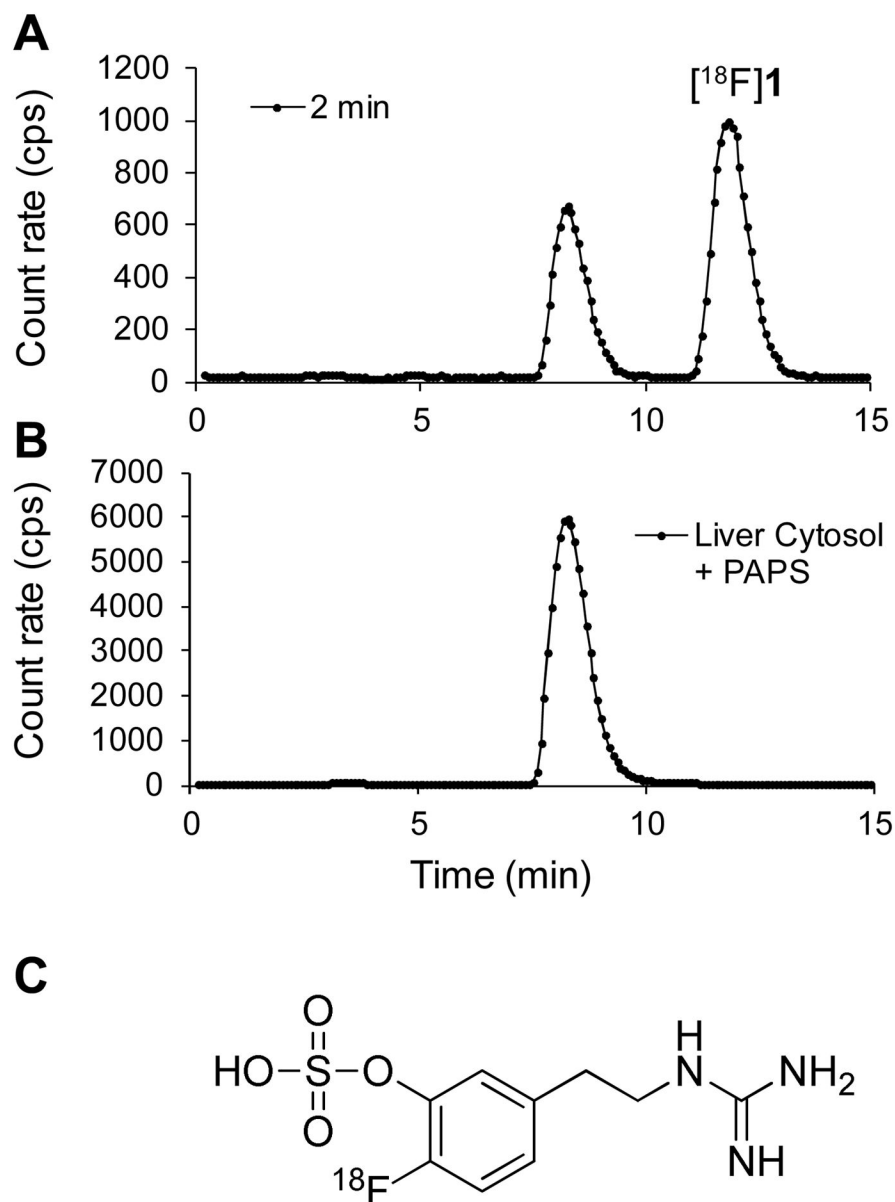 A
1200
1000
800
600
400
200
0
Count rate (cps)
2 min
[¹⁸F]1
0 5 10 15
B
7000
6000
5000
4000
3000
2000
1000
0
Count rate (cps)
Liver Cytosol
+ PAPS
0 5 10 15
Time (min)
C
O
HO S O
O
¹⁸F
H
N NH₂
NH